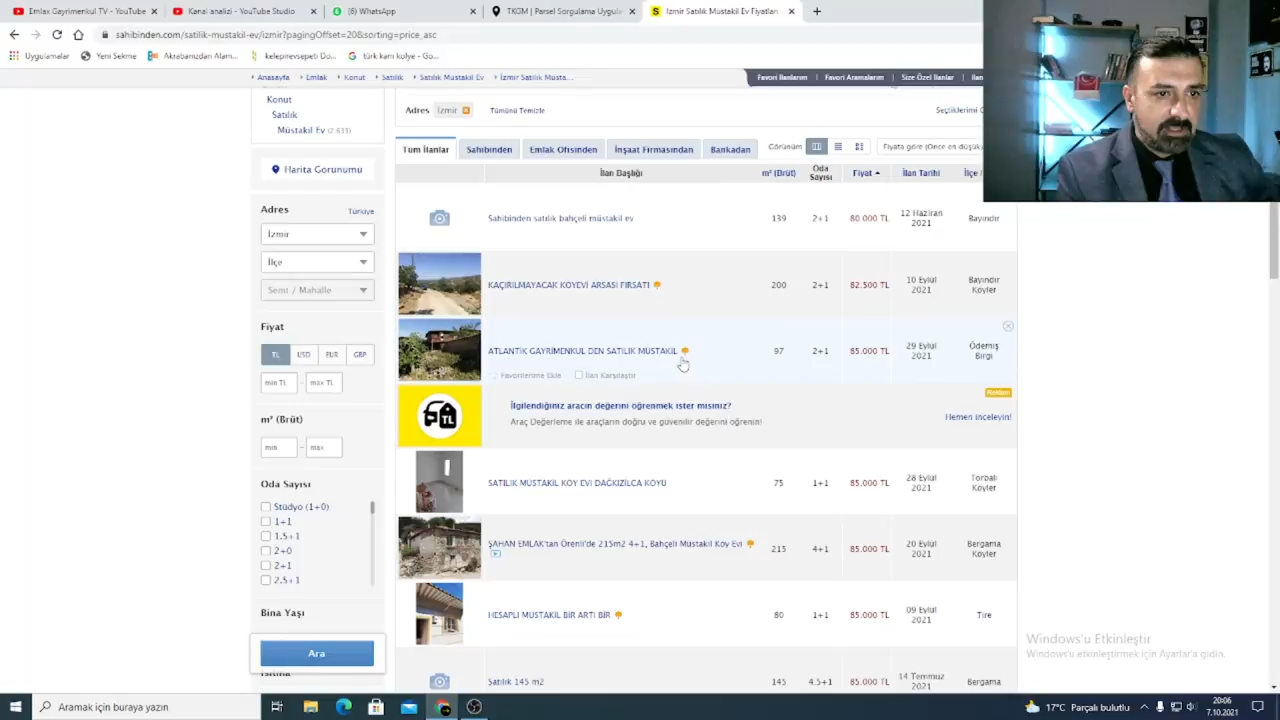 Emlax Gayrimenkul TV - YouTube
Kanal analizi - YouTube Studio
(8) WhatsApp
TKGM | Parsel Sorgulama Uygula
İzmir Satılık Müstakil Ev Fiyatları
sahibinden.com/satilik-mustakil-ev/izmir?pagingOffset=20&sorting=price_asc
Uygulamalar
Yeni Sekme
Akrabanızdan Alaman...
kelepnevsepeti Do...
türk kami kolye - Go...
Anasayfa
Emlak
Konut
Satılık
Satılık Müstakil Ev
İzmir Satılık Müsta...
Favori İlanlarım
Favori Aramalarım
Size Özel İlanlar
Konut
Satılık
Müstakil Ev (2.633)
Adres İzmir
Tümünü Temizle
Seçtiklerimi
Tüm İlanlar
Sahibinden
Emlak Ofisinden
İnşaat Firmasından
Bankadan
Görünüm
Fiyata göre (Önce en düşük)
İlan Başlığı
m² (Brüt)
Oda Sayısı
Fiyat
İlan Tarihi
İlçe /
Harita Görünümü
Adres
Türkiye
İzmir
İlçe
Semt / Mahalle
Fiyat
TL
USD
EUR
GBP
min TL
max TL
m² (Brüt)
min
max
Oda Sayısı
Stüdyo (1+0)
1+1
1.5+1
2+0
2+1
2.5+1
Bina Yaşı
Ara
Sahibinden satılık bahçeli müstakil ev
139
2+1
80.000 TL
12 Haziran
2021
Bayındır
KAÇIRILMAYACAK KÖYEVİ ARSASI FIRSATI
200
2+1
82.500 TL
10 Eylül
2021
Bayındır
Köyler
ATLANTİK GAYRİMENKUL DEN SATILIK MÜSTAKİL
Favorilerime Ekle
İlan Karşılaştır
97
2+1
85.000 TL
29 Eylül
2021
Ödemiş
Birgi
TL
İlgilendiğiniz aracın değerini öğrenmek ister misiniz?
Araç Değerleme ile araçların doğru ve güvenilir değerini öğrenin!
Reklam
Hemen inceleyin!
SATILIK MÜSTAKİL KÖY EVİ DAĞKIZILCA KÖYÜ
75
1+1
85.000 TL
28 Eylül
2021
Torbalı
Köyler
ŞAHAN EMLAK'tan Örenli'de 215m2 4+1, Bahçeli Müstakil Köy Evi
215
4+1
85.000 TL
20 Eylül
2021
Bergama
Köyler
HESAPLI MÜSTAKİL BİR ARTI BİR
80
1+1
85.000 TL
09 Eylül
2021
Tire
Satılık 145 m2
145
4.5+1
85.000 TL
14 Temmuz
2021
Bergama
Windows'u Etkinleştir
Windows'u etkinleştirmek için Ayarlar'a gidin.
Aramak için buraya yazın
17°C Parçalı bulutlu
20:06
7.10.2021